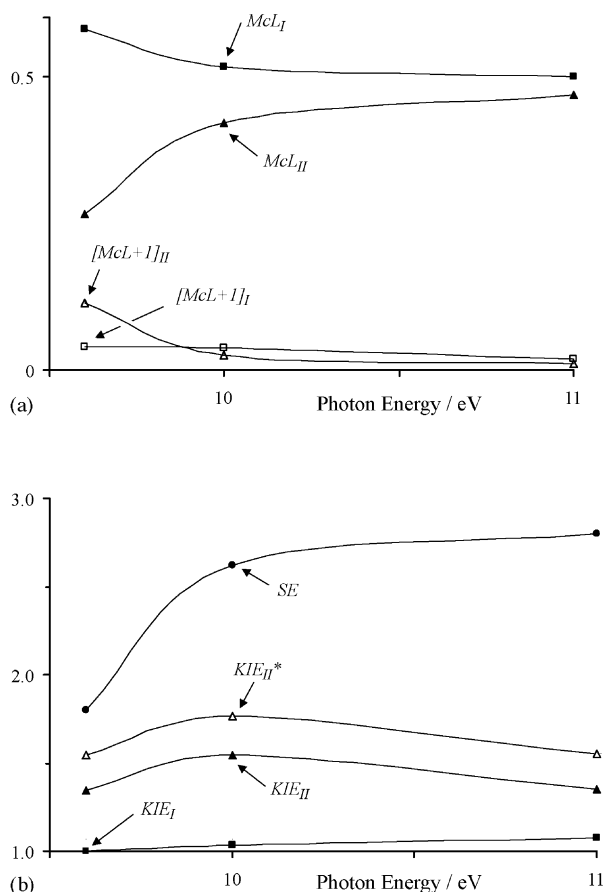 McL_I
0.5
McL_II
[McL+1]_II
[McL+1]_I
0
10
11
(a)
Photon Energy / eV
3.0
SE
2.0
KIE_II*
KIE_II
KIE_I
1.0
10
11
(b)
Photon Energy / eV